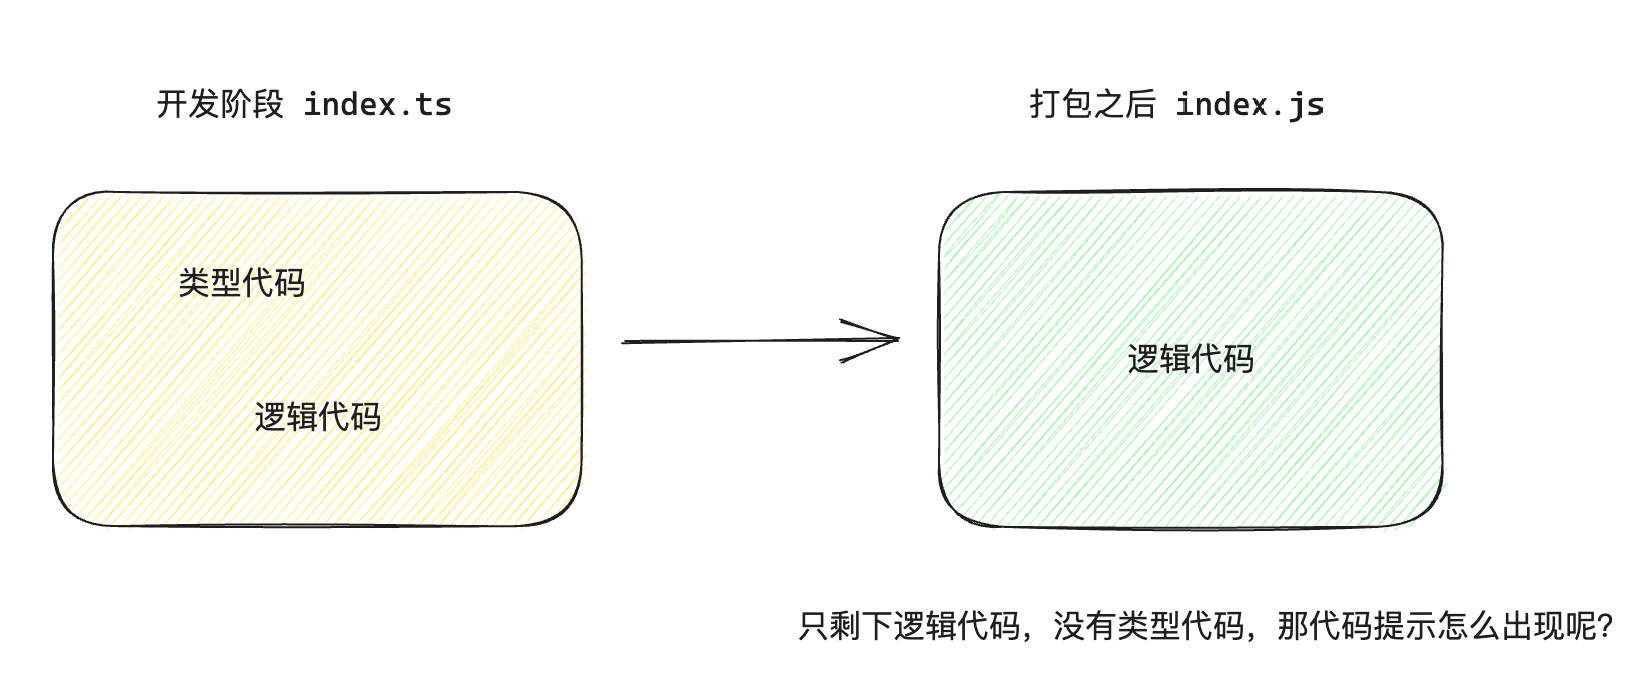 开发阶段 index.ts
打包之后 index.js
类型代码
逻辑代码
逻辑代码
只剩下逻辑代码，没有类型代码，那代码提示怎么出现呢？